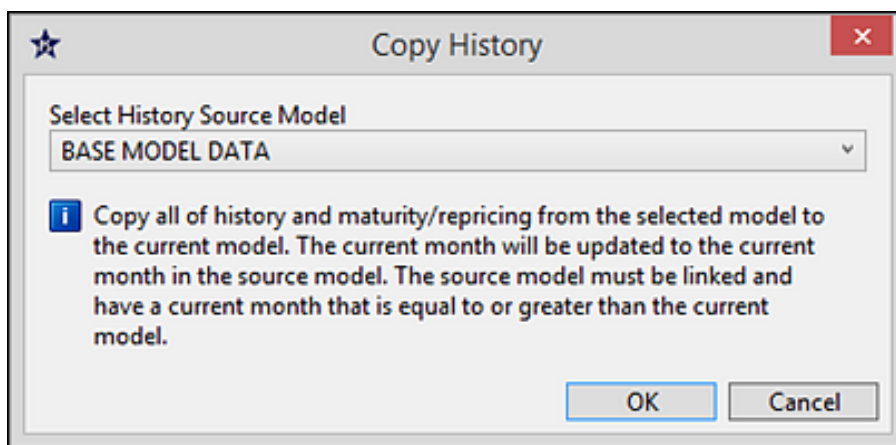 Copy History
Select History Source Model
BASE MODEL DATA
Copy all of history and maturity/repricing from the selected model to
the current model. The current month will be updated to the current
month in the source model. The source model must be linked and
have a current month that is equal to or greater than the current
model.
OK
Cancel